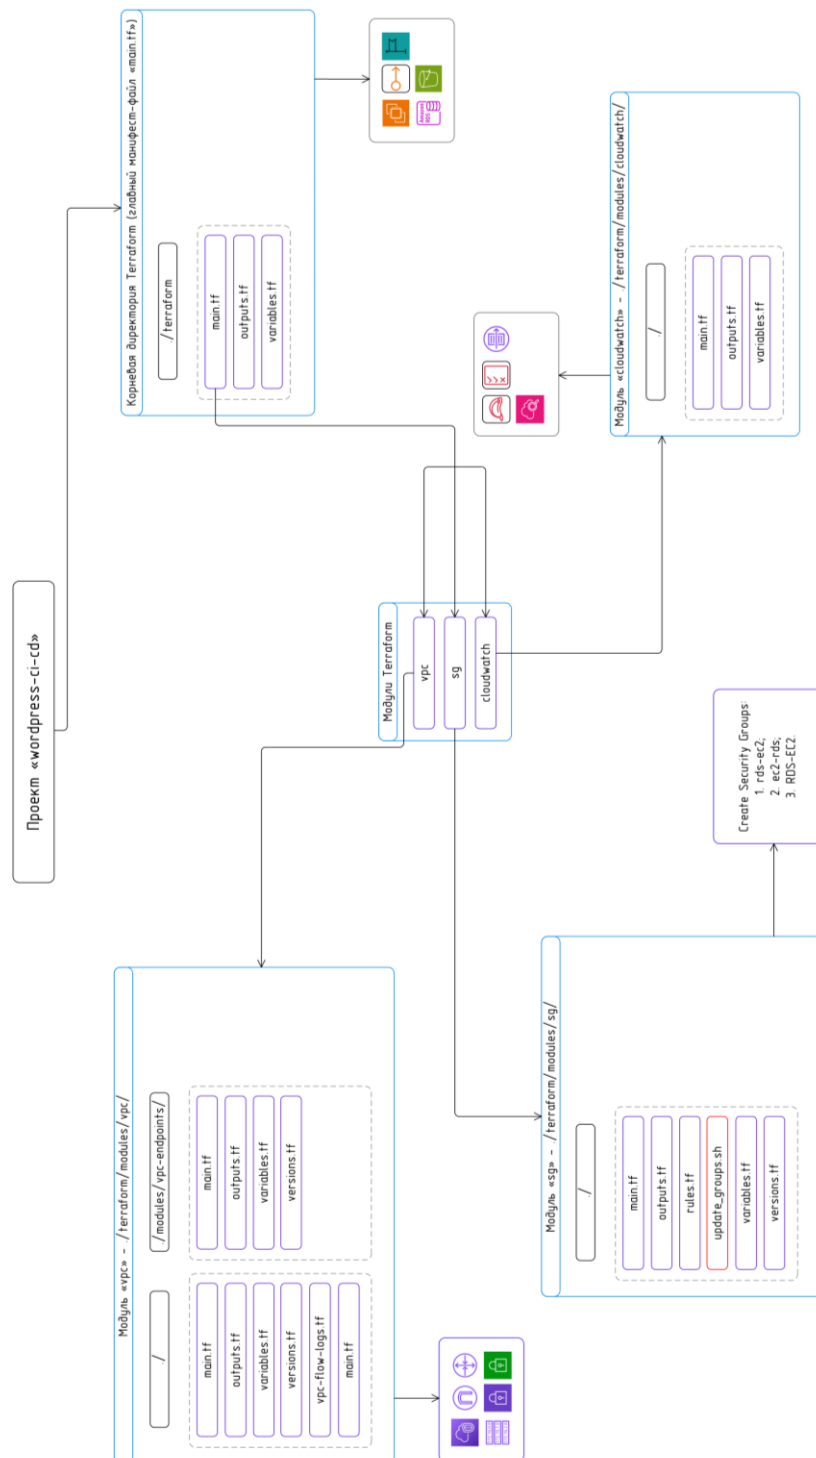 Проект «wordpress-ci-cd»
Модуль «vpc» - ./terraform/modules/vpc/
./
main.tf
outputs.tf
variables.tf
versions.tf
vpc-flow-logs.tf
main.tf
./modules/vpc-endpoints/
main.tf
outputs.tf
variables.tf
versions.tf
Корневая директория Terraform (главный манифест-файл «main.tf»)
./terraform
main.tf
outputs.tf
variables.tf
Amazon
RDS
Модули Terraform
vpc
sg
cloudwatch
Модуль «sg» - ./terraform/modules/sg/
./
main.tf
outputs.tf
rules.tf
update_groups.sh
variables.tf
versions.tf
Create Security Groups:
1. rds-ec2;
2. ec2-rds;
3. RDS-EC2.
Модуль «cloudwatch» - ./terraform/modules/cloudwatch/
./
main.tf
outputs.tf
variables.tf